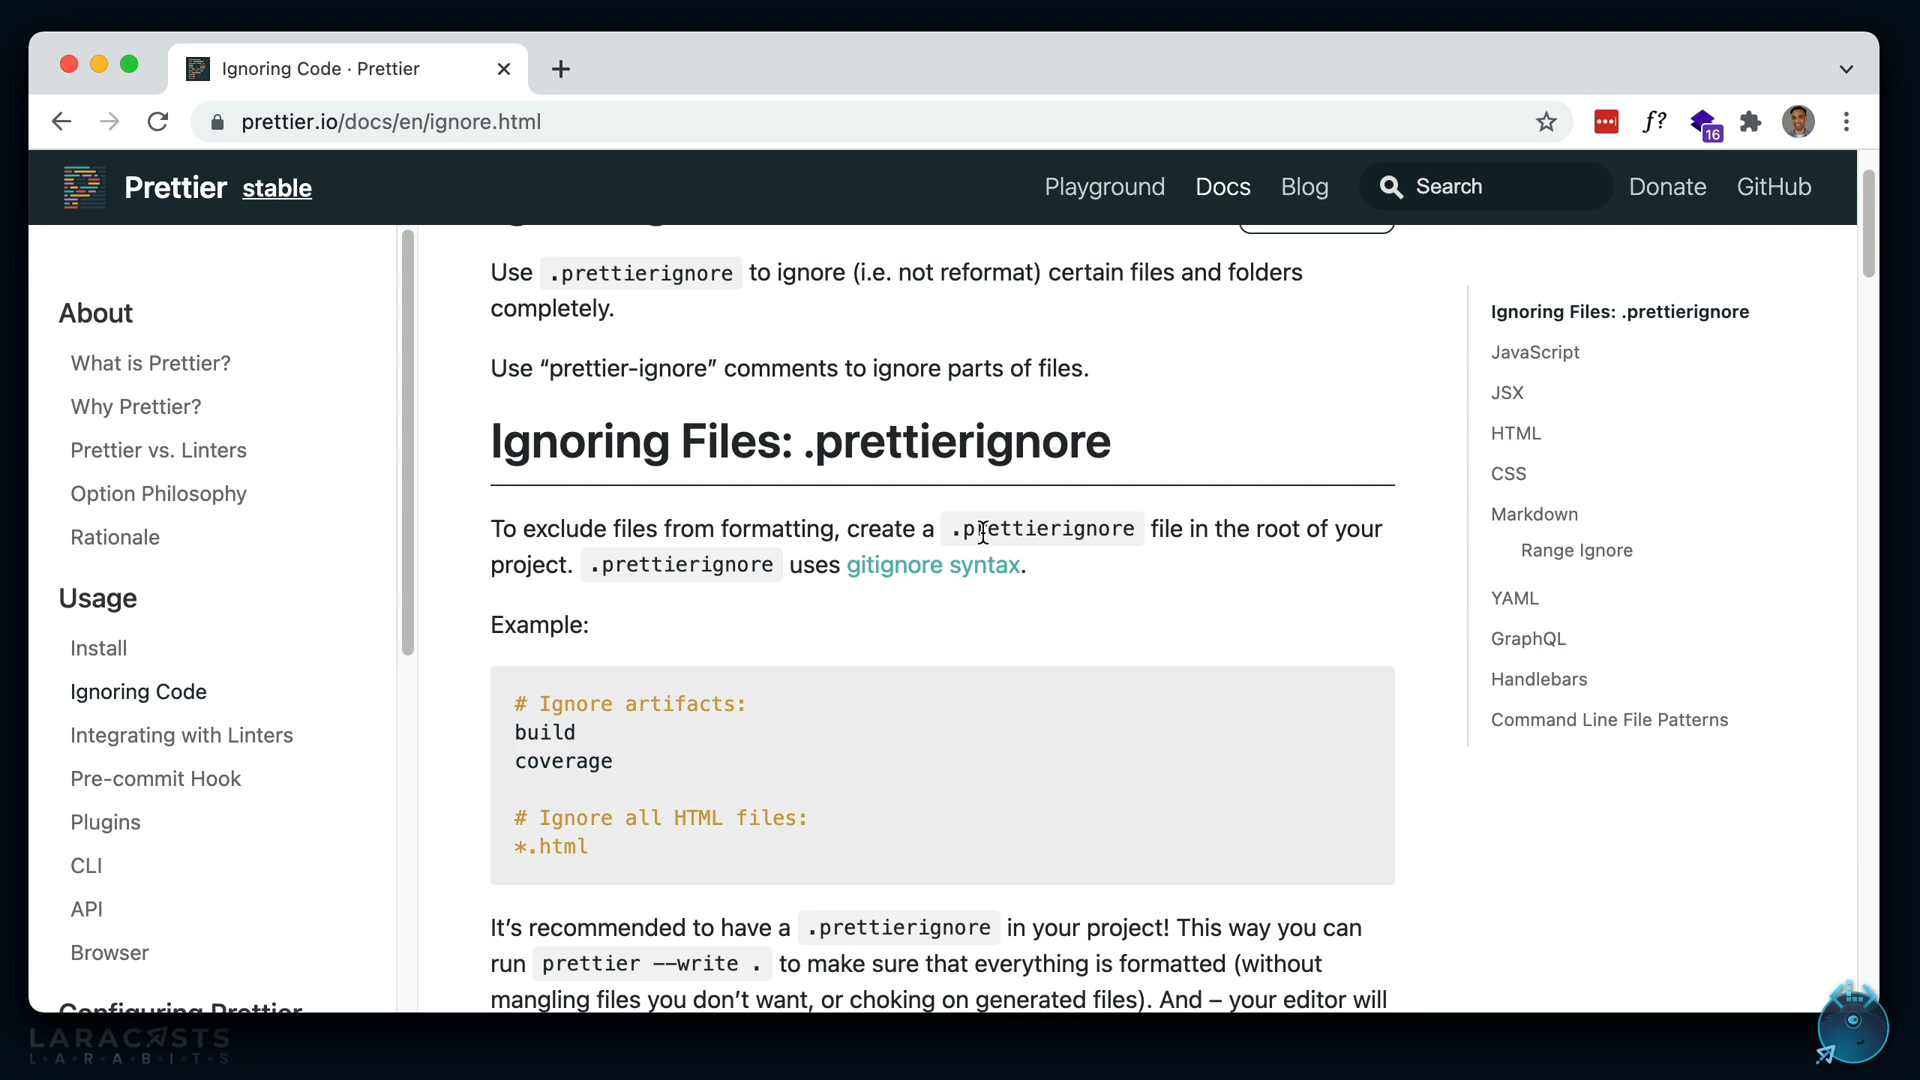 Ignoring Code · Prettier
prettier.io/docs/en/ignore.html
f?
16
Prettier stable
Playground
Docs
Blog
Search
Donate
GitHub
About
What is Prettier?
Why Prettier?
Prettier vs. Linters
Option Philosophy
Rationale
Usage
Install
Ignoring Code
Integrating with Linters
Pre-commit Hook
Plugins
CLI
API
Browser
Configuring Prettier
Use .prettierignore to ignore (i.e. not reformat) certain files and folders
completely.
Use “prettier-ignore” comments to ignore parts of files.
Ignoring Files: .prettierignore
To exclude files from formatting, create a .prettierignore file in the root of your
project. .prettierignore uses gitignore syntax.
Example:
# Ignore artifacts:
build
coverage
# Ignore all HTML files:
*.html
It’s recommended to have a .prettierignore in your project! This way you can
run prettier --write . to make sure that everything is formatted (without
mangling files you don’t want, or choking on generated files). And – your editor will
Ignoring Files: .prettierignore
JavaScript
JSX
HTML
CSS
Markdown
Range Ignore
YAML
GraphQL
Handlebars
Command Line File Patterns
LARACASTS
L·A·R·A·B·I·T·S